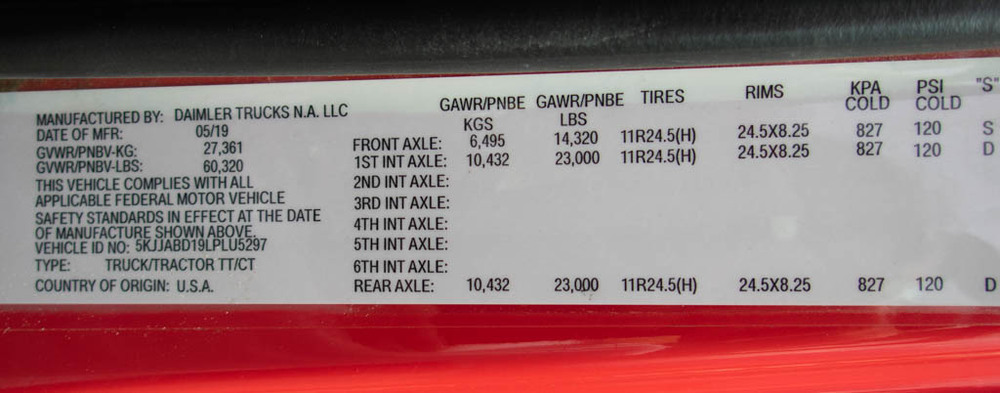 MANUFACTURED BY: DAIMLER TRUCKS N.A. LLC
DATE OF MFR: 05/19
GVWR/PNBV-KG: 27,361
GVWR/PNBV-LBS: 60,320
THIS VEHICLE COMPLIES WITH ALL
APPLICABLE FEDERAL MOTOR VEHICLE
SAFETY STANDARDS IN EFFECT AT THE DATE
OF MANUFACTURE SHOWN ABOVE.
VEHICLE ID NO: 5KJJABD19LPLU5297
TYPE: TRUCK/TRACTOR TT/CT
COUNTRY OF ORIGIN: U.S.A.
GAWR/PNBE GAWR/PNBE TIRES RIMS KPA PSI "S"
KGS LBS COLD COLD
FRONT AXLE: 6,495 14,320 11R24.5(H) 24.5X8.25 827 120 S
1ST INT AXLE: 10,432 23,000 11R24.5(H) 24.5X8.25 827 120 D
2ND INT AXLE:
3RD INT AXLE:
4TH INT AXLE:
5TH INT AXLE:
6TH INT AXLE:
REAR AXLE: 10,432 23,000 11R24.5(H) 24.5X8.25 827 120 D